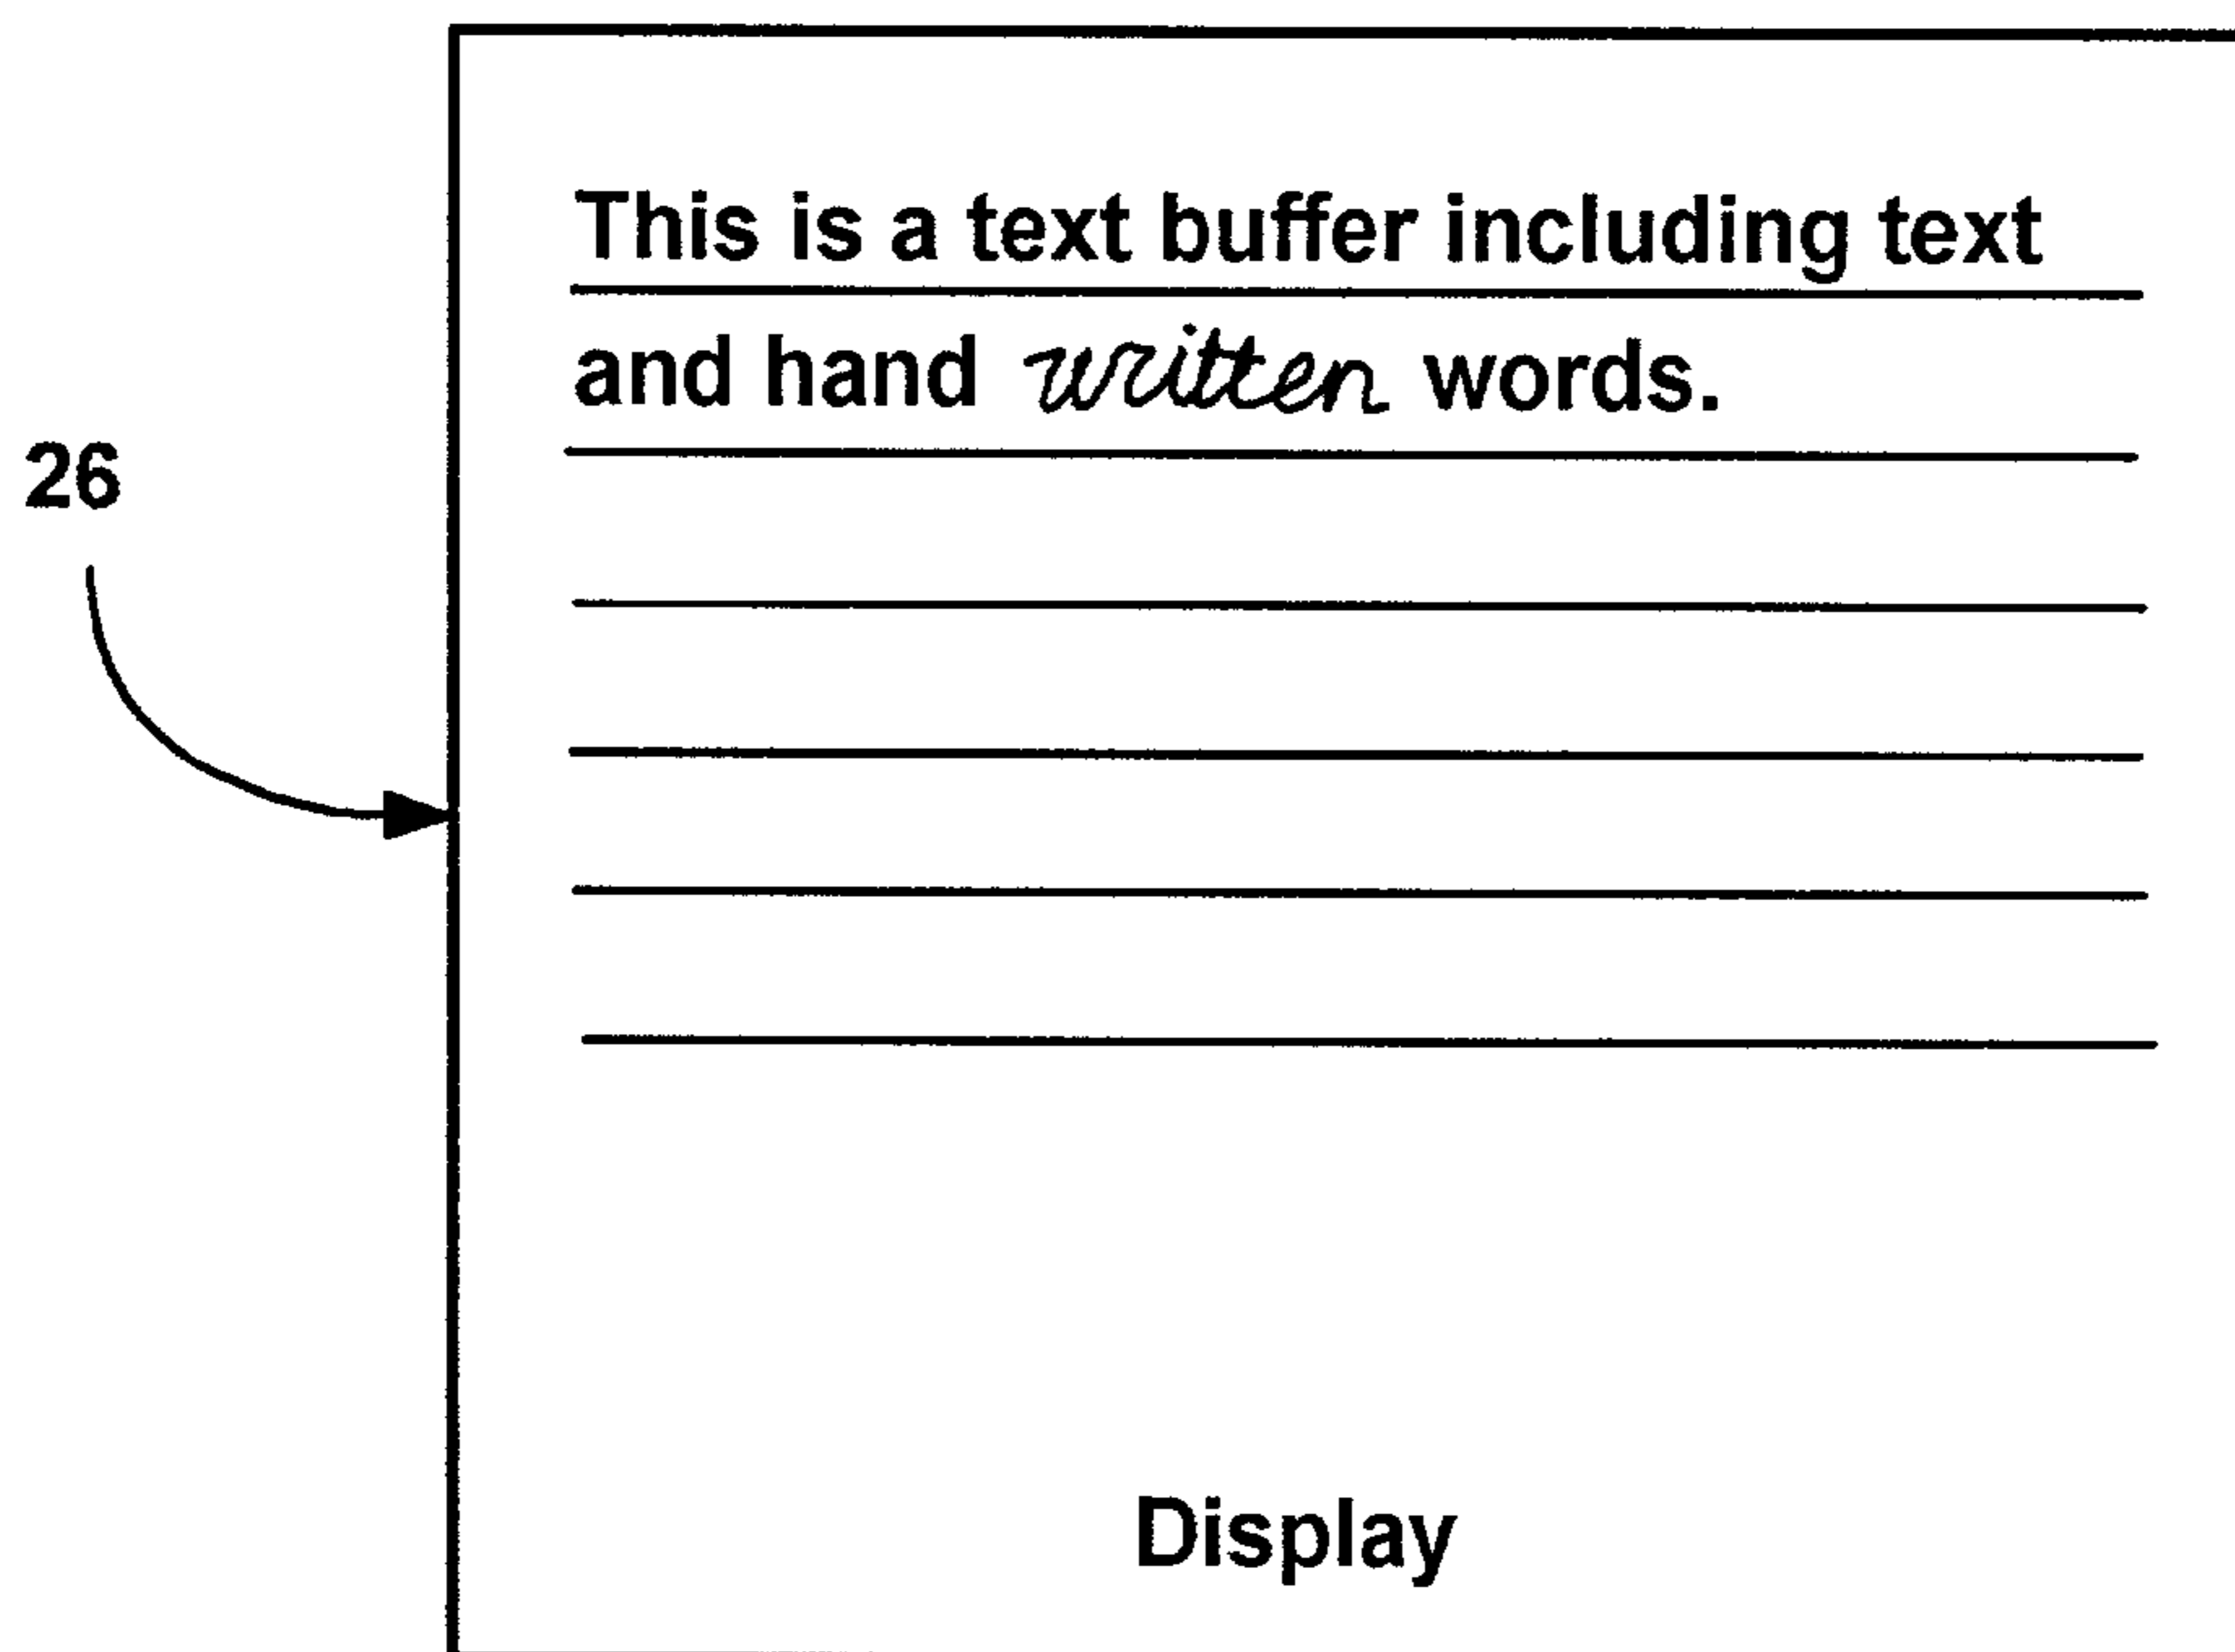 This is a text buffer including text
and hand written words.
26
Display